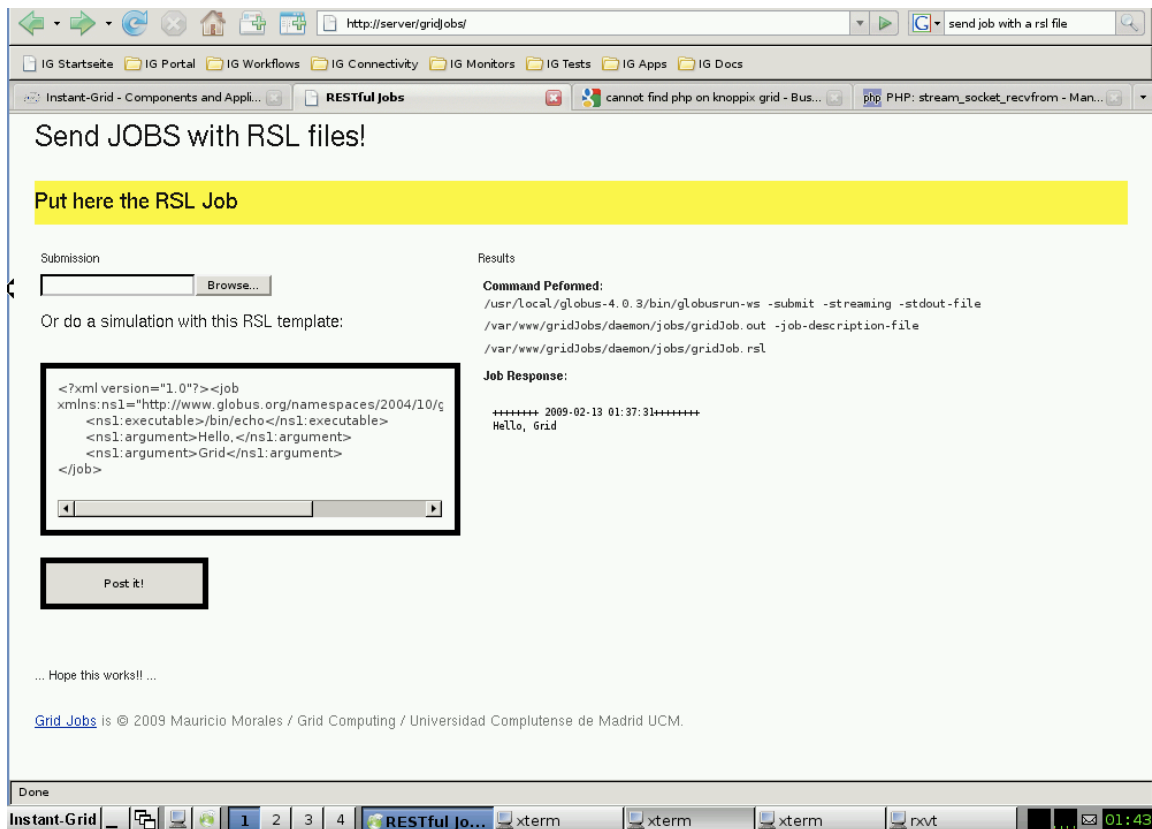 http://server/gridJobs/
send job with a rsl file
IG Startseite IG Portal IG Workflows IG Connectivity IG Monitors IG Tests IG Apps IG Docs
Instant-Grid - Components and Appli... RESTful Jobs cannot find php on knoppix grid - Bus... php PHP: stream_socket_recvfrom - Man...
Send JOBS with RSL files!
Put here the RSL Job
Submission
Browse...
Or do a simulation with this RSL template:
<?xml version="1.0"?><job
xmlns:ns1="http://www.globus.org/namespaces/2004/10/g
<ns1:executable>/bin/echo</ns1:executable>
<ns1:argument>Hello,</ns1:argument>
<ns1:argument>Grid</ns1:argument>
</job>
Post it!
Results
Command Peformed:
/usr/local/globus-4.0.3/bin/globusrun-ws -submit -streaming -stdout-file
/var/www/gridJobs/daemon/jobs/gridJob.out -job-description-file
/var/www/gridJobs/daemon/jobs/gridJob.rsl
Job Response:
++++++++ 2009-02-13 01:37:31++++++++
Hello, Grid
... Hope this works!! ...
Grid Jobs is © 2009 Mauricio Morales / Grid Computing / Universidad Complutense de Madrid UCM.
Done
Instant-Grid 1 2 3 4 RESTful Jo... xterm xterm xterm rxvt 01:43